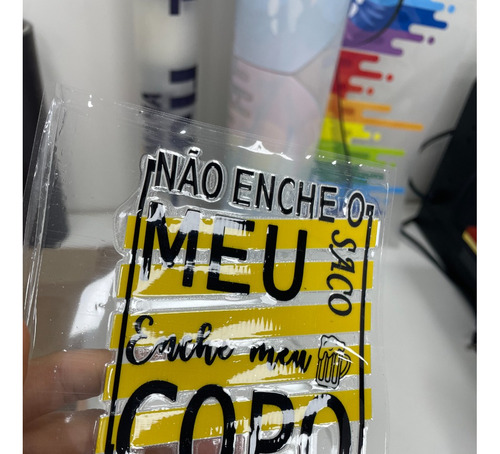 NÃO ENCHE O
MEU
SACO
Enche meu
COPO